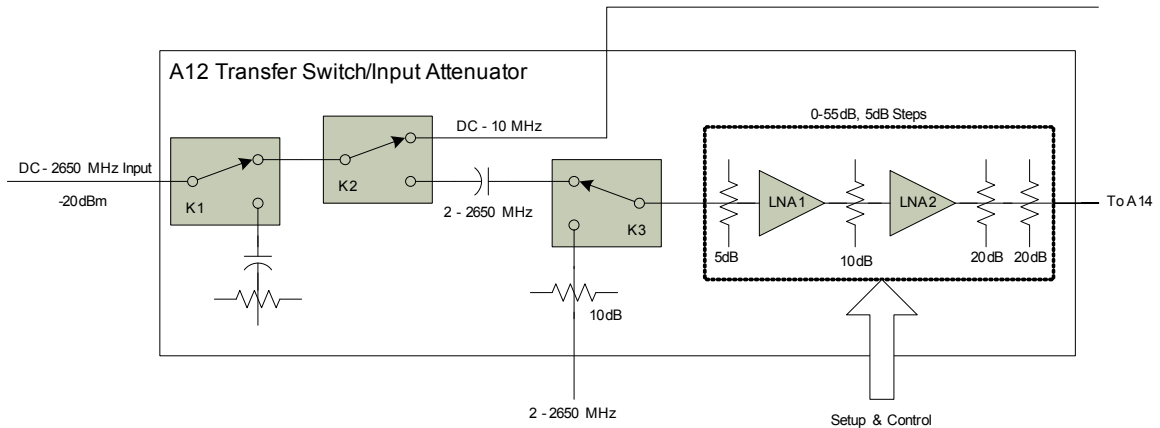 A12 Transfer Switch/Input Attenuator
0-55dB, 5dB Steps
DC - 10 MHz
DC - 2650 MHz Input
-20dBm
K1
K2
2 - 2650 MHz
K3
LNA1
LNA2
To A14
5dB
10dB
20dB
20dB
10dB
2 - 2650 MHz
Setup & Control